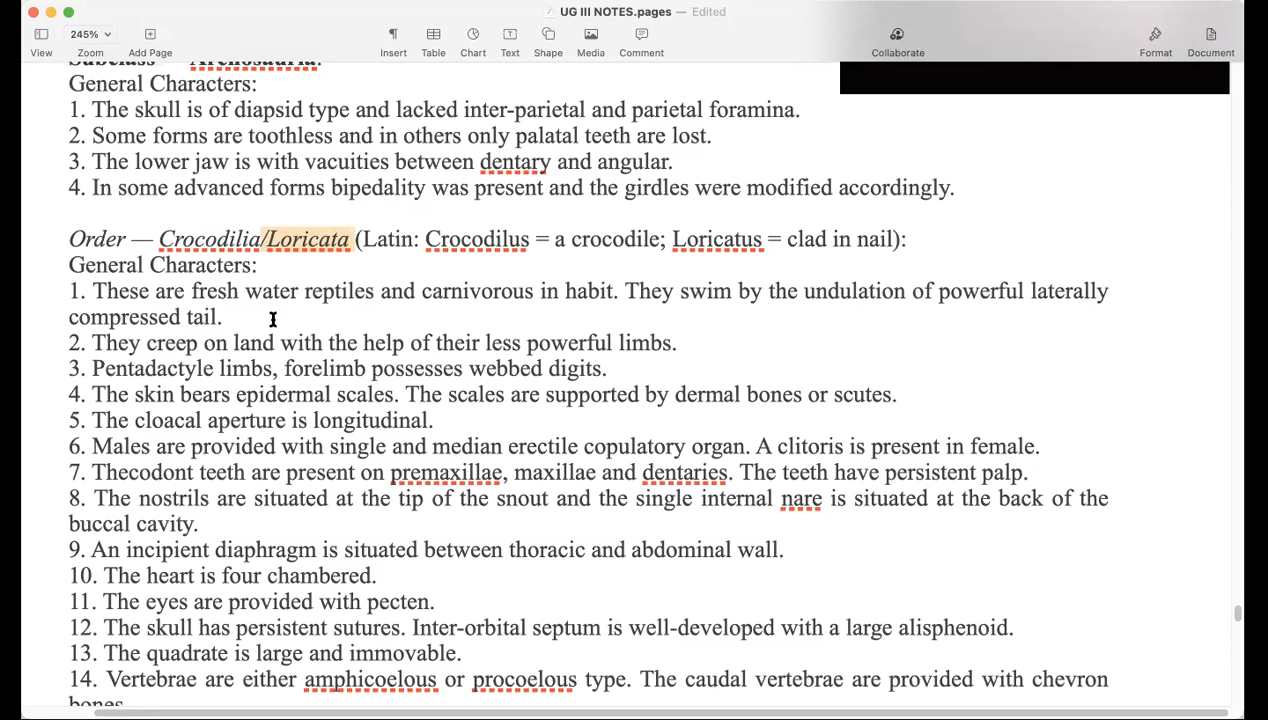 UG III NOTES.pages — Edited
245%
View
Zoom
Add Page
Insert
Table
Chart
Text
Shape
Media
Comment
Collaborate
Format
Document
Subclass — Archosauria:
General Characters:
1. The skull is of diapsid type and lacked inter-parietal and parietal foramina.
2. Some forms are toothless and in others only palatal teeth are lost.
3. The lower jaw is with vacuities between dentary and angular.
4. In some advanced forms bipedality was present and the girdles were modified accordingly.
Order — Crocodilia/Loricata (Latin: Crocodilus = a crocodile; Loricatus = clad in nail):
General Characters:
1. These are fresh water reptiles and carnivorous in habit. They swim by the undulation of powerful laterally
compressed tail.
2. They creep on land with the help of their less powerful limbs.
3. Pentadactyle limbs, forelimb possesses webbed digits.
4. The skin bears epidermal scales. The scales are supported by dermal bones or scutes.
5. The cloacal aperture is longitudinal.
6. Males are provided with single and median erectile copulatory organ. A clitoris is present in female.
7. Thecodont teeth are present on premaxillae, maxillae and dentaries. The teeth have persistent palp.
8. The nostrils are situated at the tip of the snout and the single internal nare is situated at the back of the
buccal cavity.
9. An incipient diaphragm is situated between thoracic and abdominal wall.
10. The heart is four chambered.
11. The eyes are provided with pecten.
12. The skull has persistent sutures. Inter-orbital septum is well-developed with a large alisphenoid.
13. The quadrate is large and immovable.
14. Vertebrae are either amphicoelous or procoelous type. The caudal vertebrae are provided with chevron
bones.